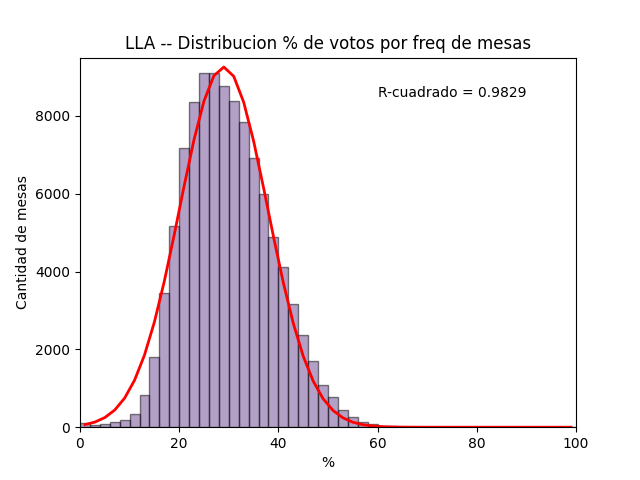 LLA -- Distribucion % de votos por freq de mesas
R-cuadrado = 0.9829
8000
6000
4000
2000
0
Cantidad de mesas
0 20 40 60 80 100
%